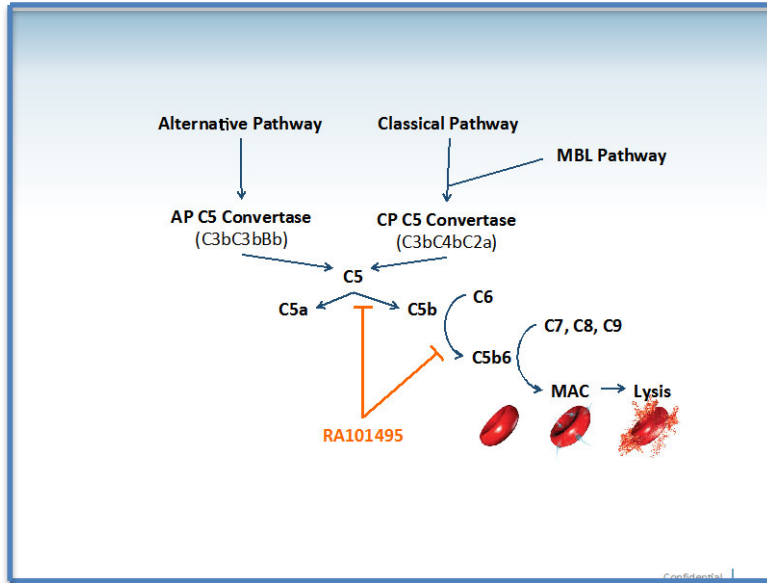 Alternative Pathway
Classical Pathway
MBL Pathway
AP C5 Convertase
(C3bC3bBb)
CP C5 Convertase
(C3bC4bC2a)
C5
C5a
C5b
C6
C7, C8, C9
C5b6
MAC
Lysis
RA101495
Confidential